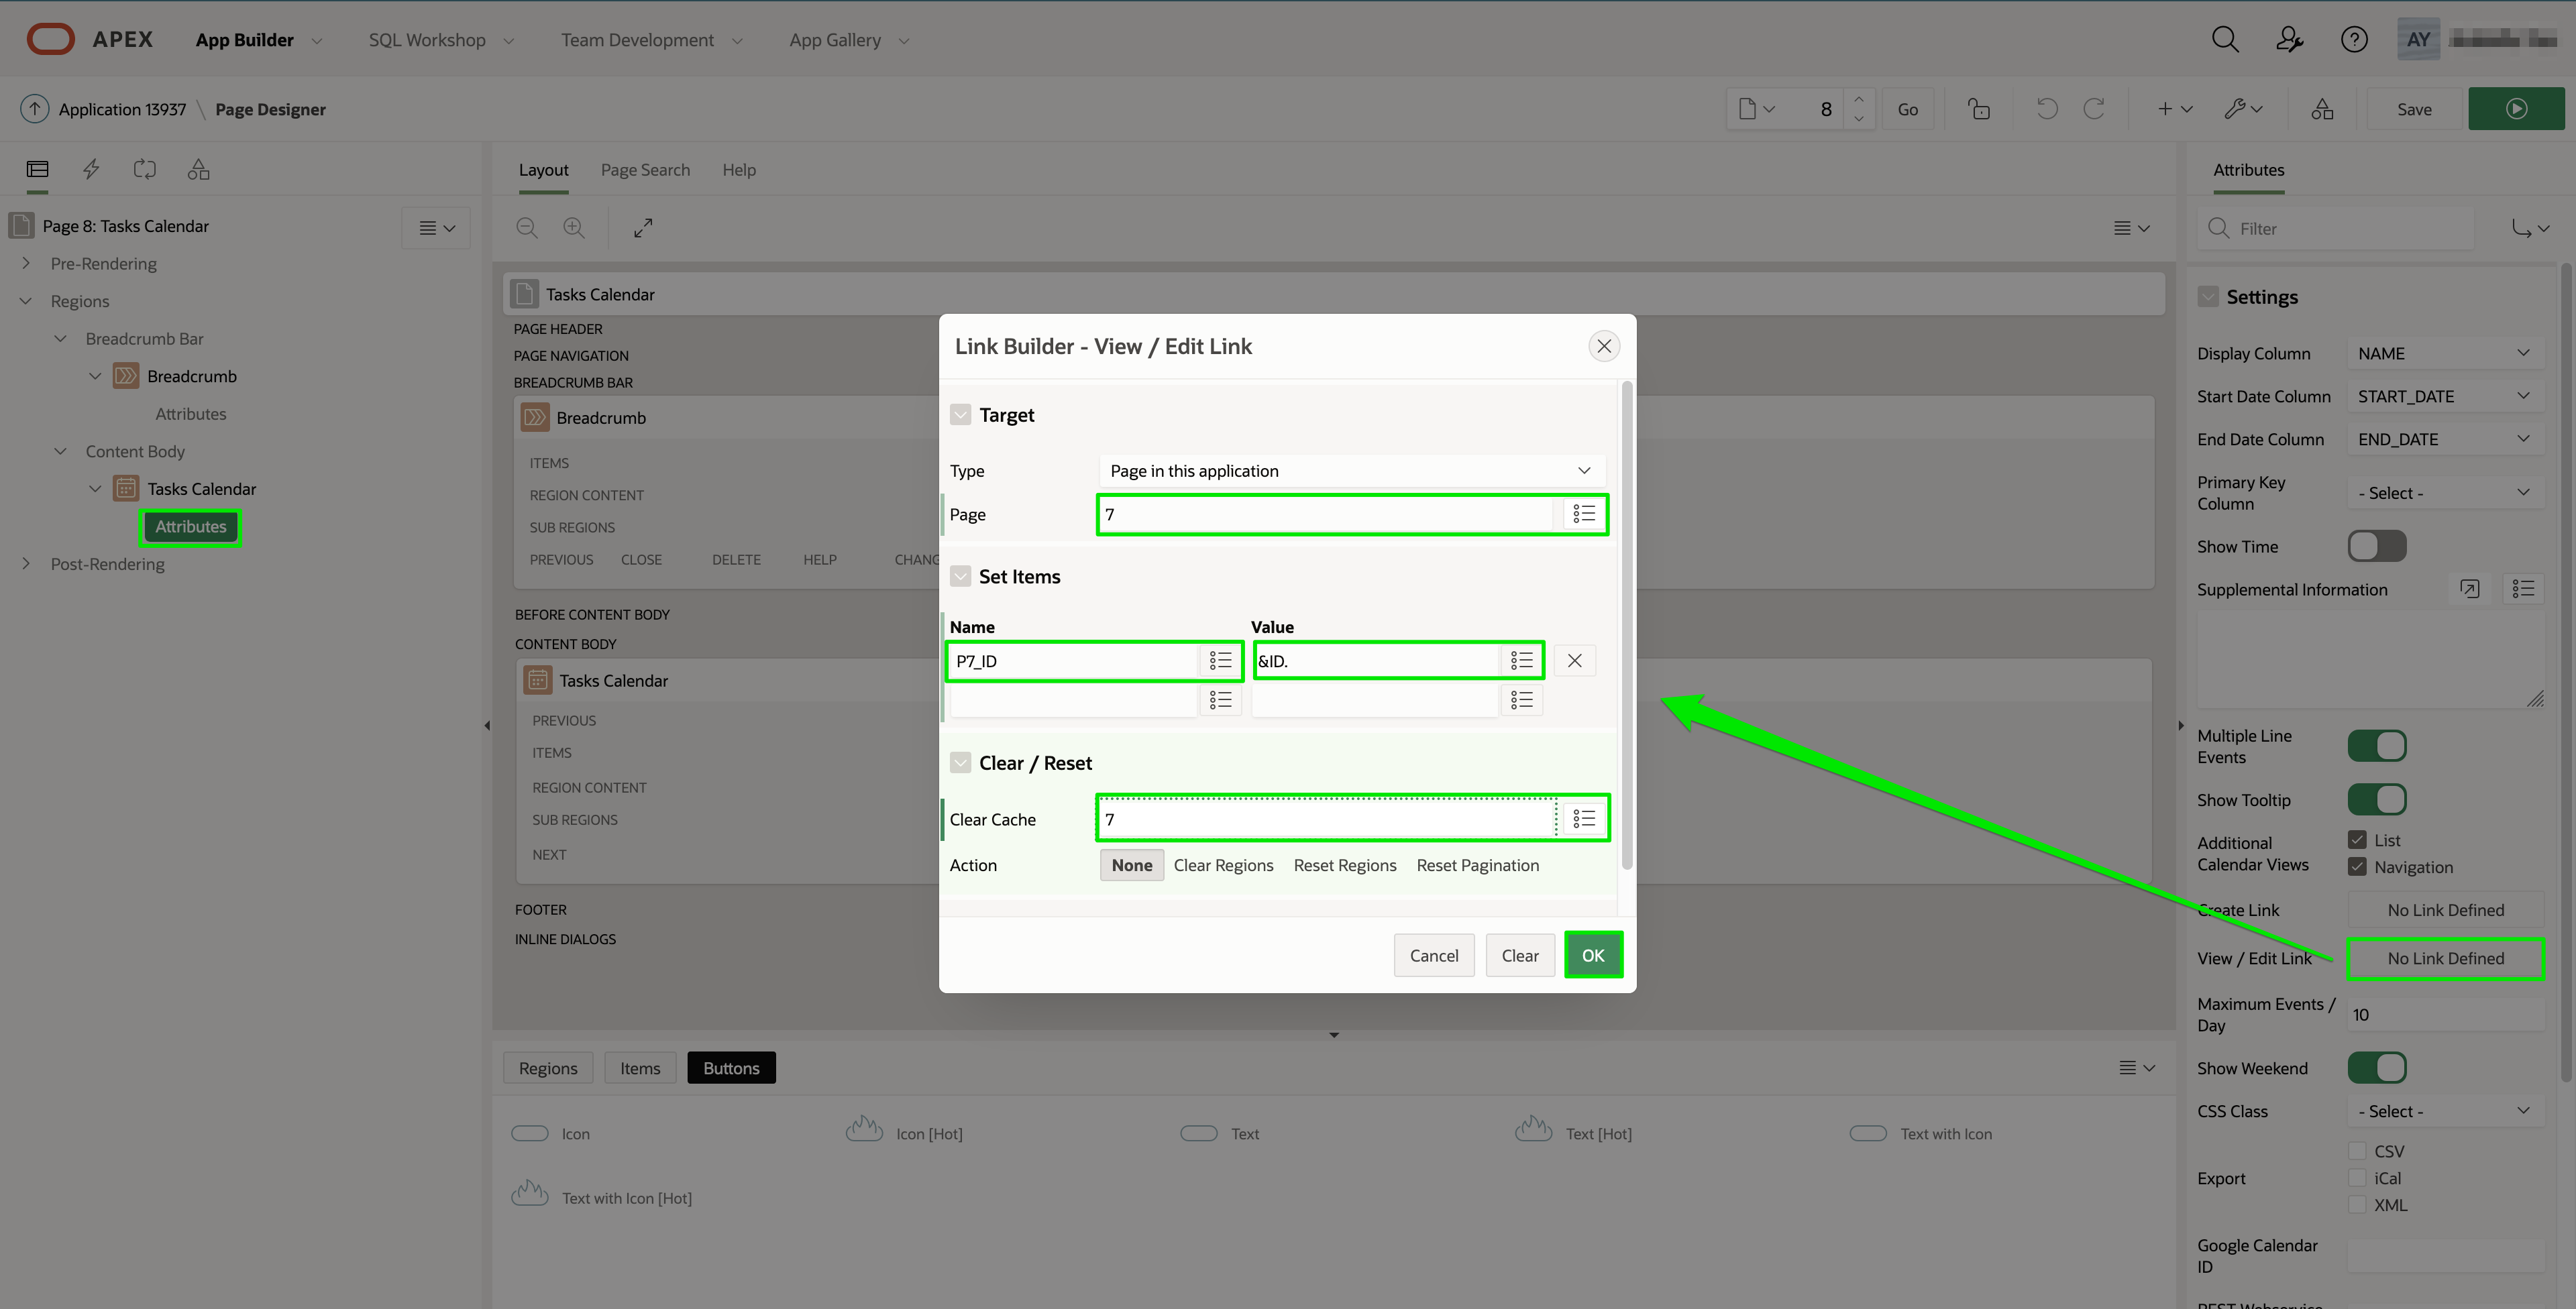 APEX App Builder SQL Workshop Team Development App Gallery AY
Application 13937 \ Page Designer 8 Go Save
Layout Page Search Help
Attributes
Page 8: Tasks Calendar
Pre-Rendering
Regions
Breadcrumb Bar
Breadcrumb
Attributes
Content Body
Tasks Calendar
Attributes
Post-Rendering
Tasks Calendar
PAGE HEADER
PAGE NAVIGATION
BREADCRUMB BAR
Breadcrumb
ITEMS
REGION CONTENT
SUB REGIONS
PREVIOUS CLOSE DELETE HELP CHANG
BEFORE CONTENT BODY
CONTENT BODY
Tasks Calendar
PREVIOUS
ITEMS
REGION CONTENT
SUB REGIONS
NEXT
FOOTER
INLINE DIALOGS
Link Builder - View / Edit Link
Target
Type Page in this application
Page 7
Set Items
Name Value
P7_ID &ID.
Clear / Reset
Clear Cache 7
Action None Clear Regions Reset Regions Reset Pagination
Cancel Clear OK
Regions Items Buttons
Icon Icon [Hot] Text Text [Hot] Text with Icon
Text with Icon [Hot]
Filter
Settings
Display Column NAME
Start Date Column START_DATE
End Date Column END_DATE
Primary Key
Column - Select -
Show Time
Supplemental Information
Multiple Line
Events
Show Tooltip
Additional
Calendar Views
List
Navigation
Create Link No Link Defined
View / Edit Link No Link Defined
Maximum Events /
Day 10
Show Weekend
CSS Class - Select -
Export
CSV
iCal
XML
Google Calendar
ID
REST Webservice